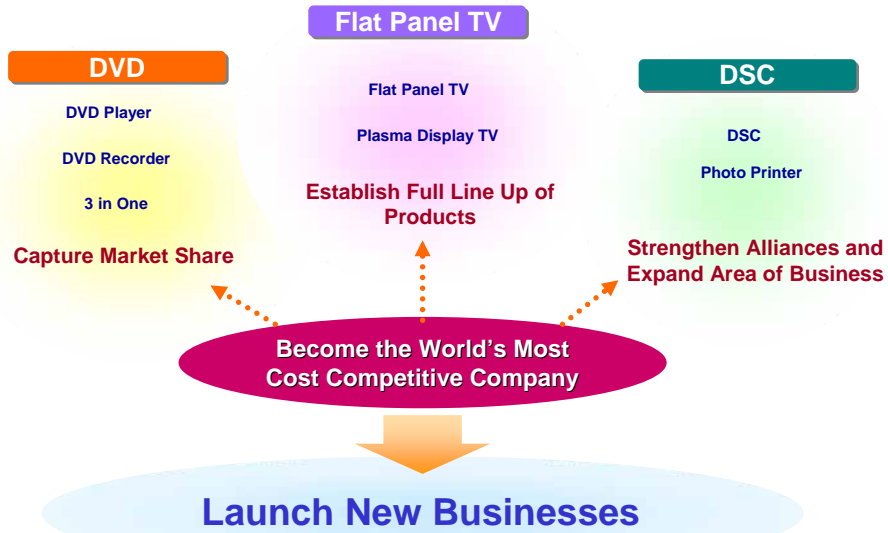 Flat Panel TV
DVD
DSC
DVD Player
DVD Recorder
3 in One
Capture Market Share
Flat Panel TV
Plasma Display TV
Establish Full Line Up of
Products
DSC
Photo Printer
Strengthen Alliances and
Expand Area of Business
Become the World's Most
Cost Competitive Company
Launch New Businesses